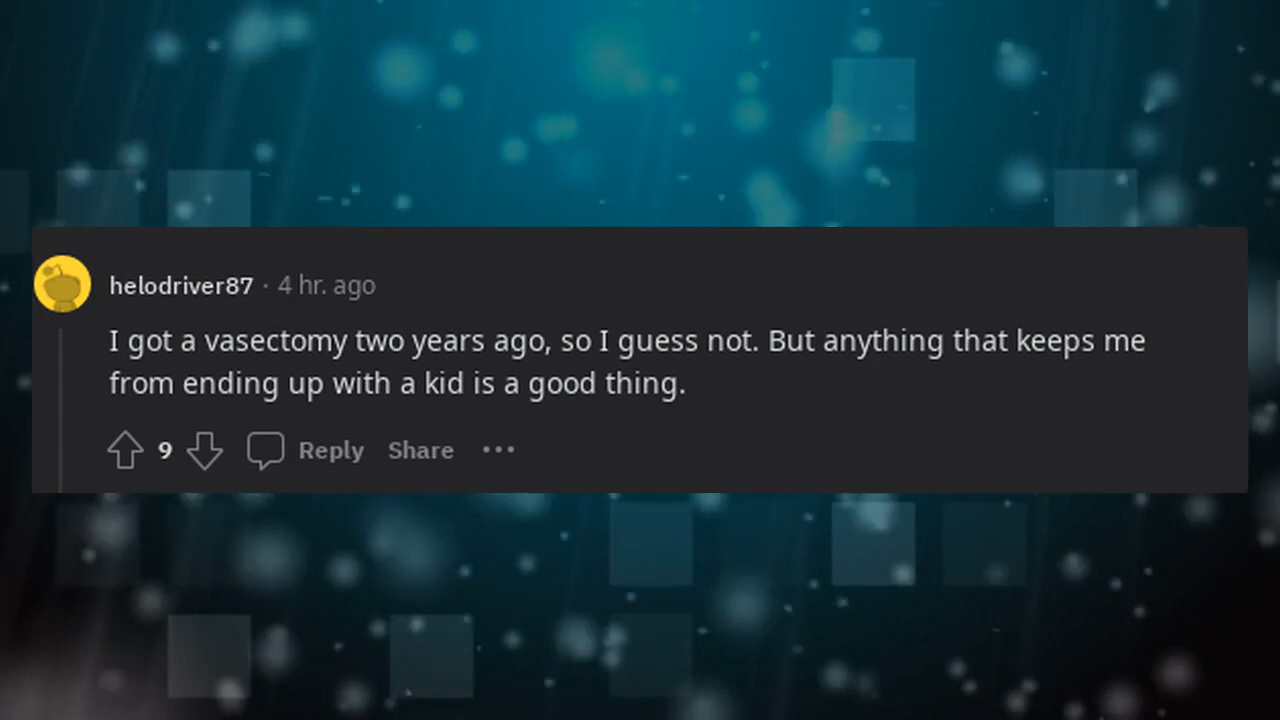 helodriver87 · 4 hr. ago
I got a vasectomy two years ago, so I guess not. But anything that keeps me
from ending up with a kid is a good thing.
9 Reply Share